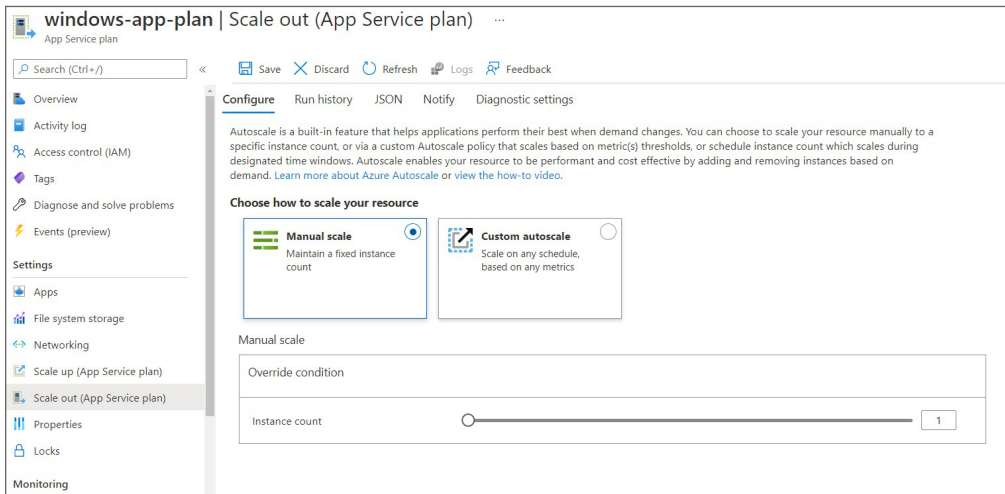 windows-app-plan | Scale out (App Service plan) ...
App Service plan
Search (Ctrl+/)
«
Save Discard Refresh Logs Feedback
Overview
Activity log
Access control (IAM)
Tags
Diagnose and solve problems
Events (preview)
Settings
Apps
File system storage
Networking
Scale up (App Service plan)
Scale out (App Service plan)
Properties
Locks
Monitoring
Configure Run history JSON Notify Diagnostic settings
Autoscale is a built-in feature that helps applications perform their best when demand changes. You can choose to scale your resource manually to a
specific instance count, or via a custom Autoscale policy that scales based on metric(s) thresholds, or schedule instance count which scales during
designated time windows. Autoscale enables your resource to be performant and cost effective by adding and removing instances based on
demand. Learn more about Azure Autoscale or view the how-to video.
Choose how to scale your resource
Manual scale
Maintain a fixed instance
count
Custom autoscale
Scale on any schedule,
based on any metrics
Manual scale
Override condition
Instance count 1